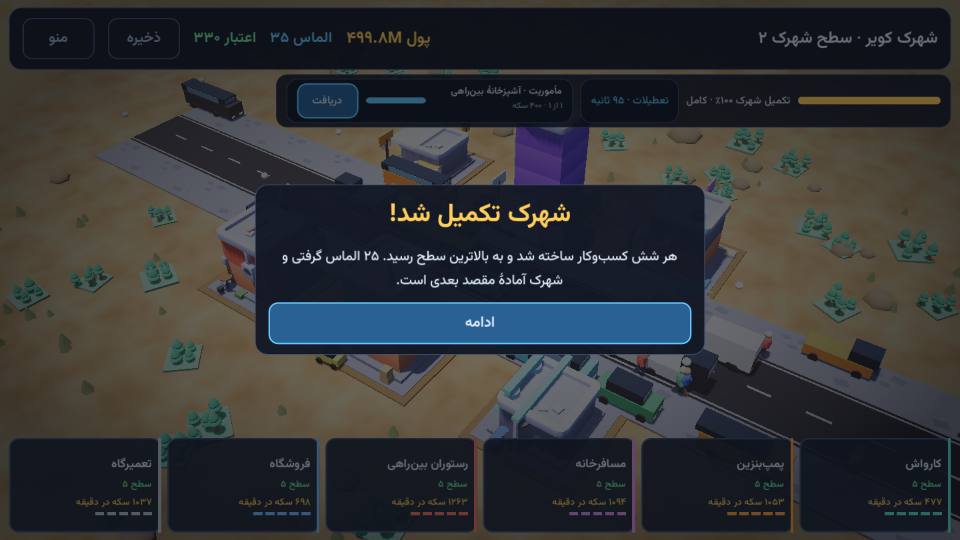 شهرک کویر · سطح شهرک ۲
پول ۴۹۹.۸M
الماس ۳۵
اعتبار ۳۳۰
ذخیره
منو
تکمیل شهرک ۱۰۰٪ · کامل
تعطیلات · ۹۵ ثانیه
مأموریت · آشپزخانهٔ بین‌راهی
۱ از ۱ · ۴۰۰ سکه
دریافت
شهرک تکمیل شد!
هر شش کسب‌وکار ساخته شد و به بالاترین سطح رسید. ۲۵ الماس گرفتی و
شهرک آمادهٔ مقصد بعدی است.
ادامه
کارواش
سطح ۵
۴۷۷ سکه در دقیقه
پمپ‌بنزین
سطح ۵
۱۰۵۳ سکه در دقیقه
مسافرخانه
سطح ۵
۱۰۹۴ سکه در دقیقه
رستوران بین‌راهی
سطح ۵
۱۲۶۳ سکه در دقیقه
فروشگاه
سطح ۵
۶۹۸ سکه در دقیقه
تعمیرگاه
سطح ۵
۱۰۳۷ سکه در دقیقه